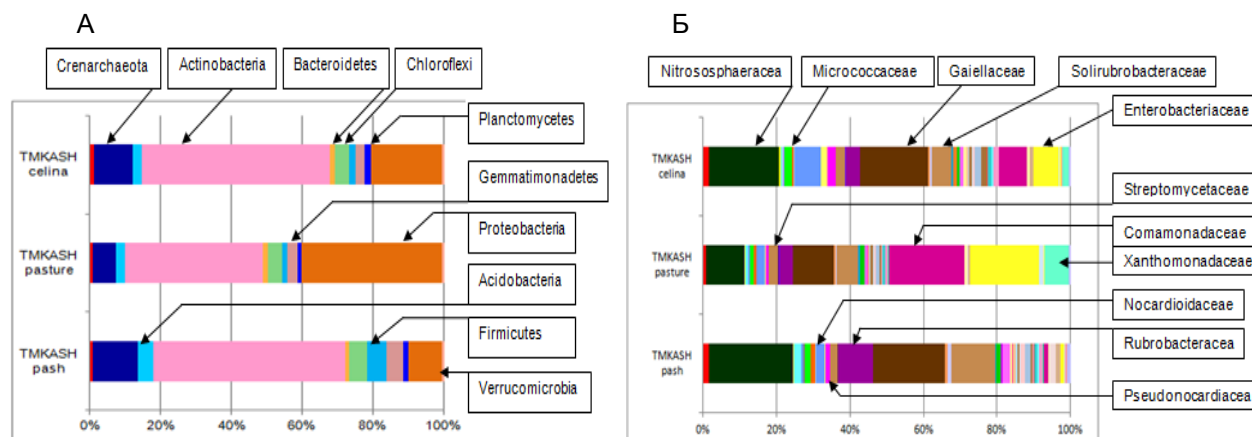 А
Б
Crenarchaeota
Actinobacteria
Bacteroidetes
Chloroflexi
Planctomycetes
Gemmatimonadetes
Proteobacteria
Acidobacteria
Firmicutes
Verrucomicrobia
TMKASH
celina
TMKASH
pasture
TMKASH
pash
0%
20%
40%
60%
80%
100%
Nitrososphaeracea
Micrococcaceae
Gaiellaceae
Solirubrobacteraceae
Enterobacteriaceae
Streptomycetaceae
Comamonadaceae
Xanthomonadaceae
Nocardioidaceae
Rubrobacteracea
Pseudonocardiacea
TMKASH
celina
TMKASH
pasture
TMKASH
pash
0%
20%
40%
60%
80%
100%